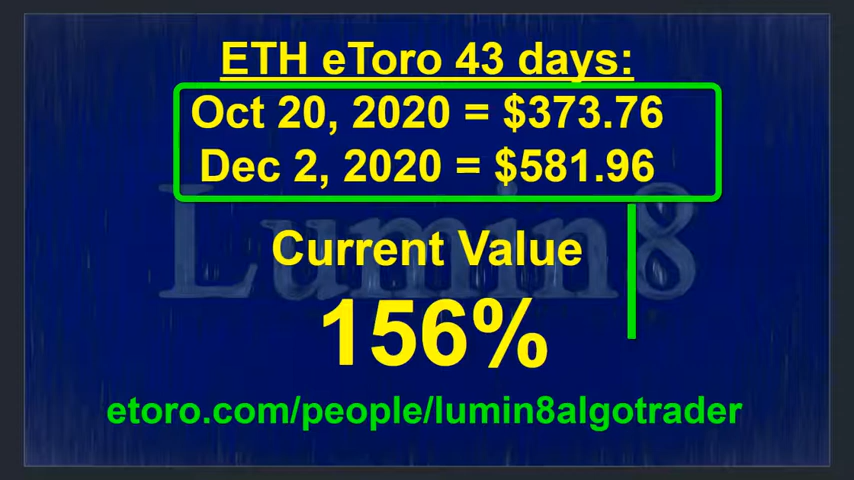 ETH eToro 43 days:
Oct 20, 2020 = $373.76
Dec 2, 2020 = $581.96
Lumin8
Current Value
156%
etoro.com/people/lumin8algotrader